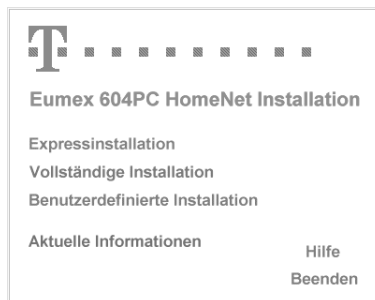 T
Eumex 604PC HomeNet Installation
Expressinstallation
Vollständige Installation
Benutzerdefinierte Installation
Aktuelle Informationen
Hilfe
Beenden